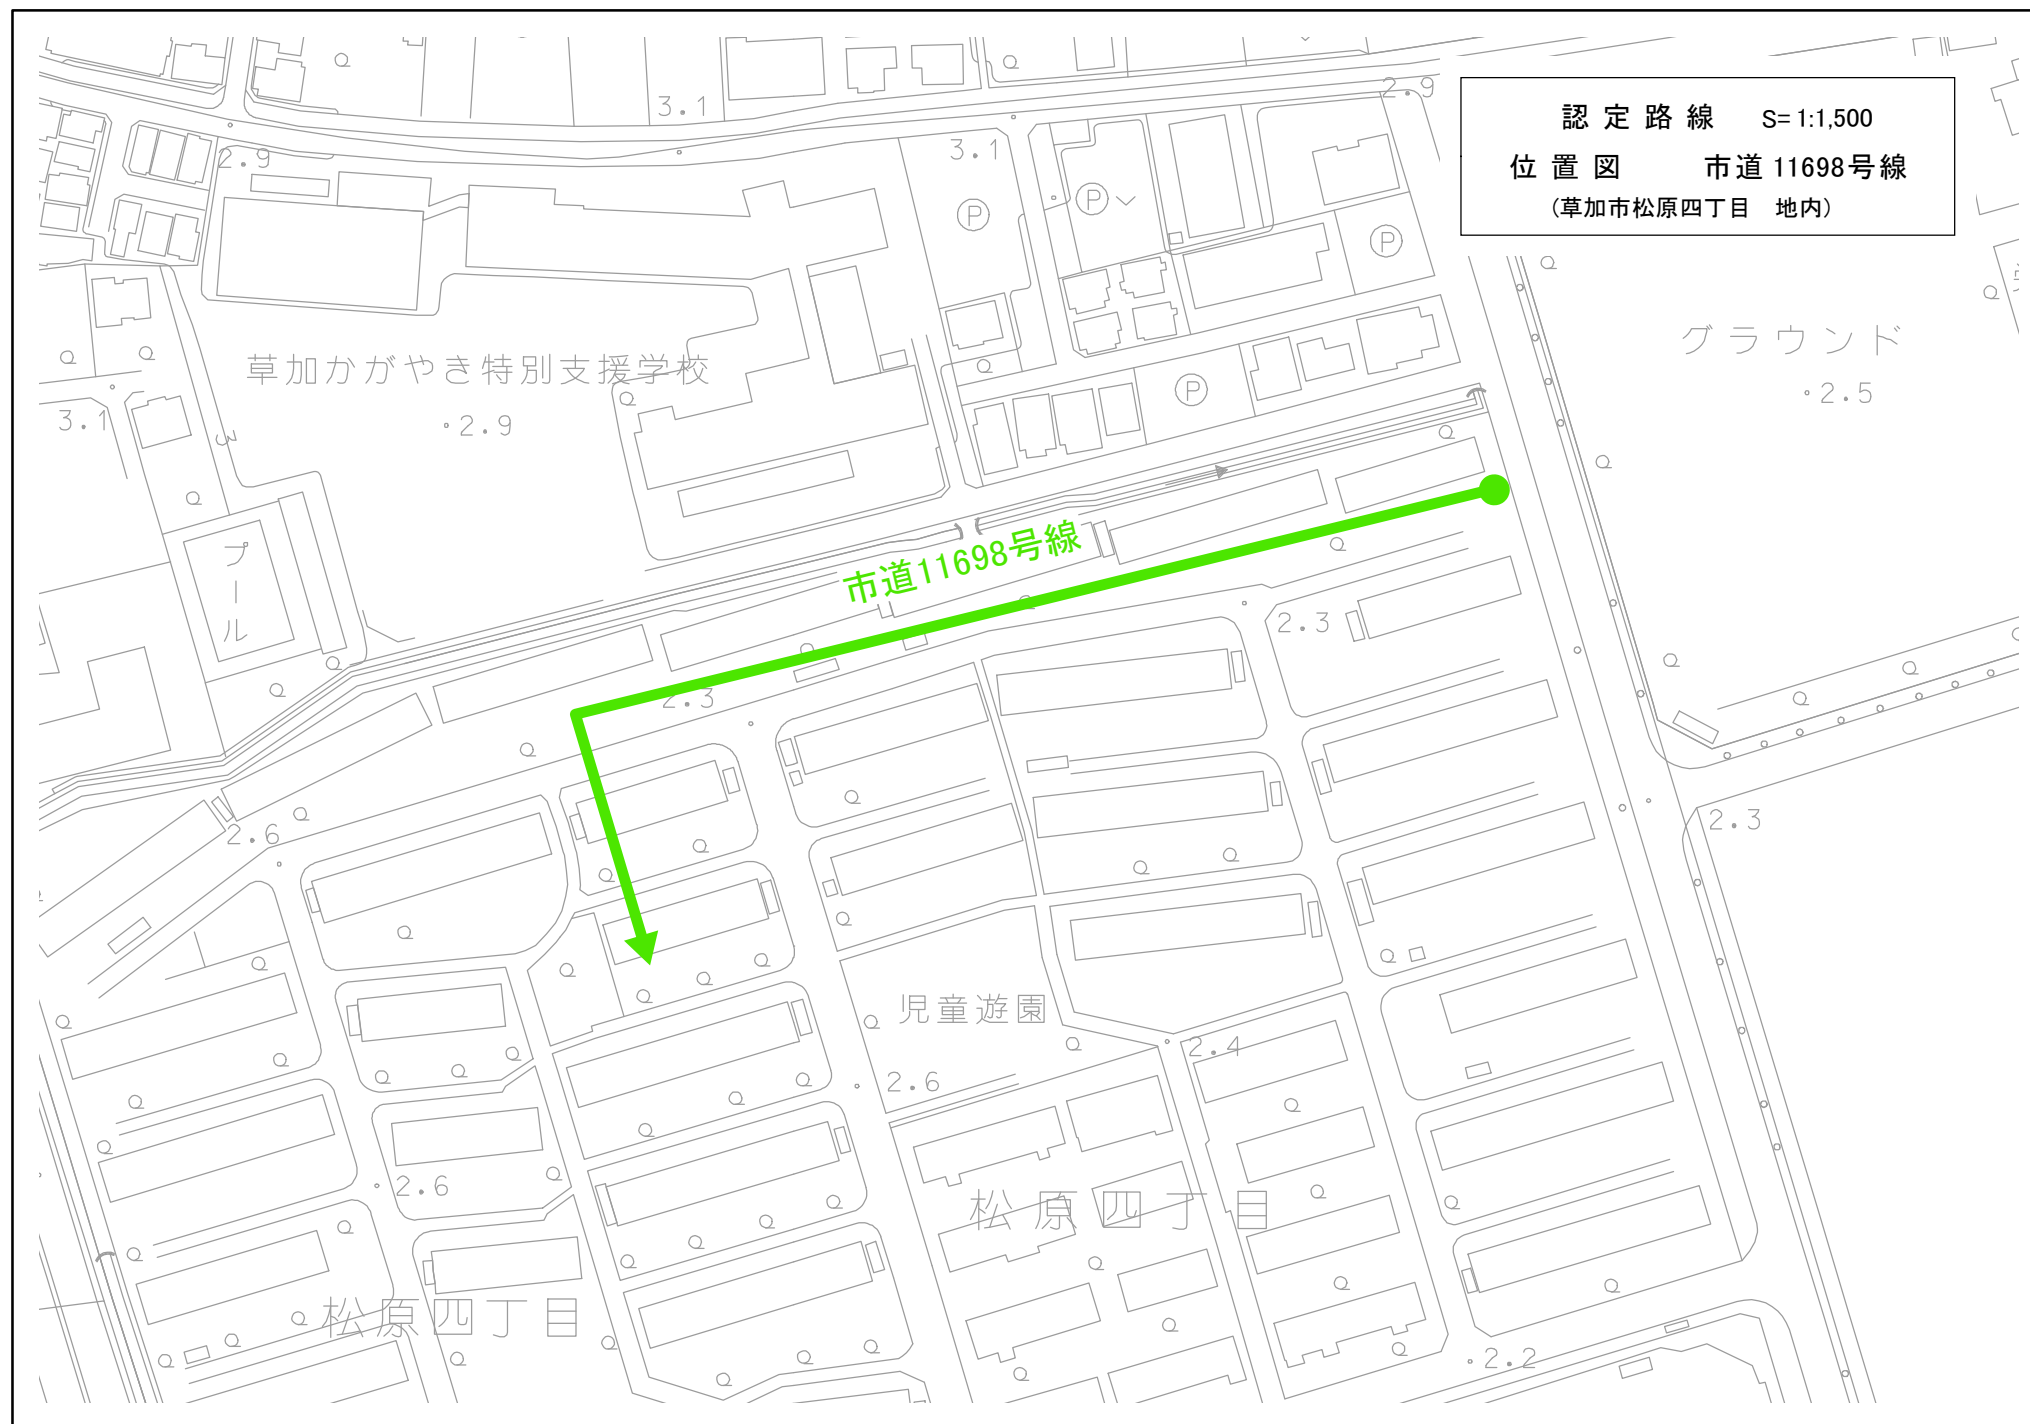 認定路線 S=1:1,500
位置図 市道11698号線
(草加市松原四丁目 地内)
3.1
2.9
2.9
3.1
P
P
P
グラウンド
草加かがやき特別支援学校
2.5
P
3.1
2.9
市道11698号線
プール
2.3
2.3
2.6
2.3
児童遊園
2.4
2.6
2.6
松原四丁目
松原四丁目
2.2